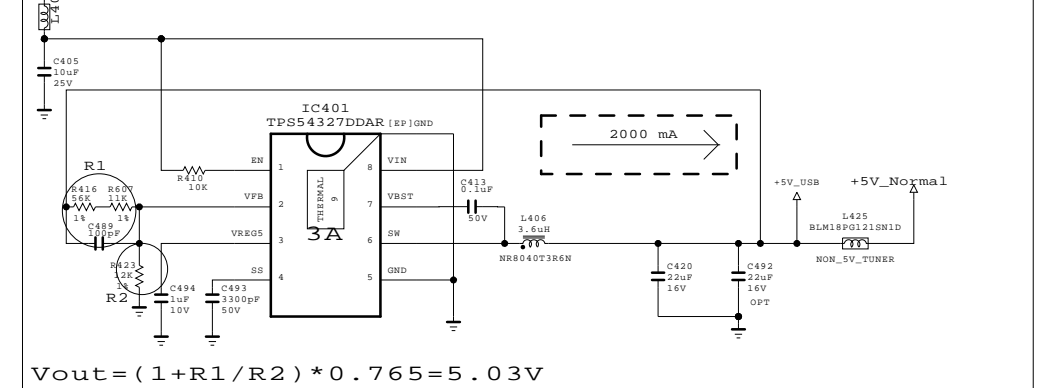 C405
10uF
25V
IC401
TPS54327DDAR [EP]GND
2000 mA
R1
EN
1
8
VIN
R410
10K
C413
0.1uF
50V
+5V_USB
+5V_Normal
R416
56K
1%
R607
11K
1%
VFB
2
THERMAL
9
7
VBST
C489
100pF
VREG5
3
3A
6
SW
L406
3.6uH
NR8040T3R6N
L425
BLM18PG121SN1D
NON_5V_TUNER
R423
12K
1%
R2
SS
4
5
GND
C420
22uF
16V
C492
22uF
16V
OPT
C494
1uF
10V
C493
3300pF
50V
Vout=(1+R1/R2)*0.765=5.03V